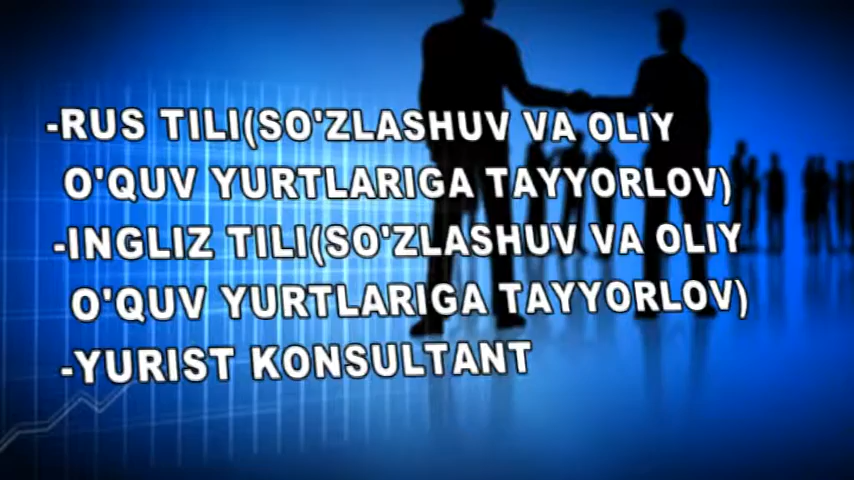 -RUS TILI(SO'ZLASHUV VA OLIY
O'QUV YURTLARIGA TAYYORLOV)
-INGLIZ TILI(SO'ZLASHUV VA OLIY
O'QUV YURTLARIGA TAYYORLOV)
-YURIST KONSULTANT